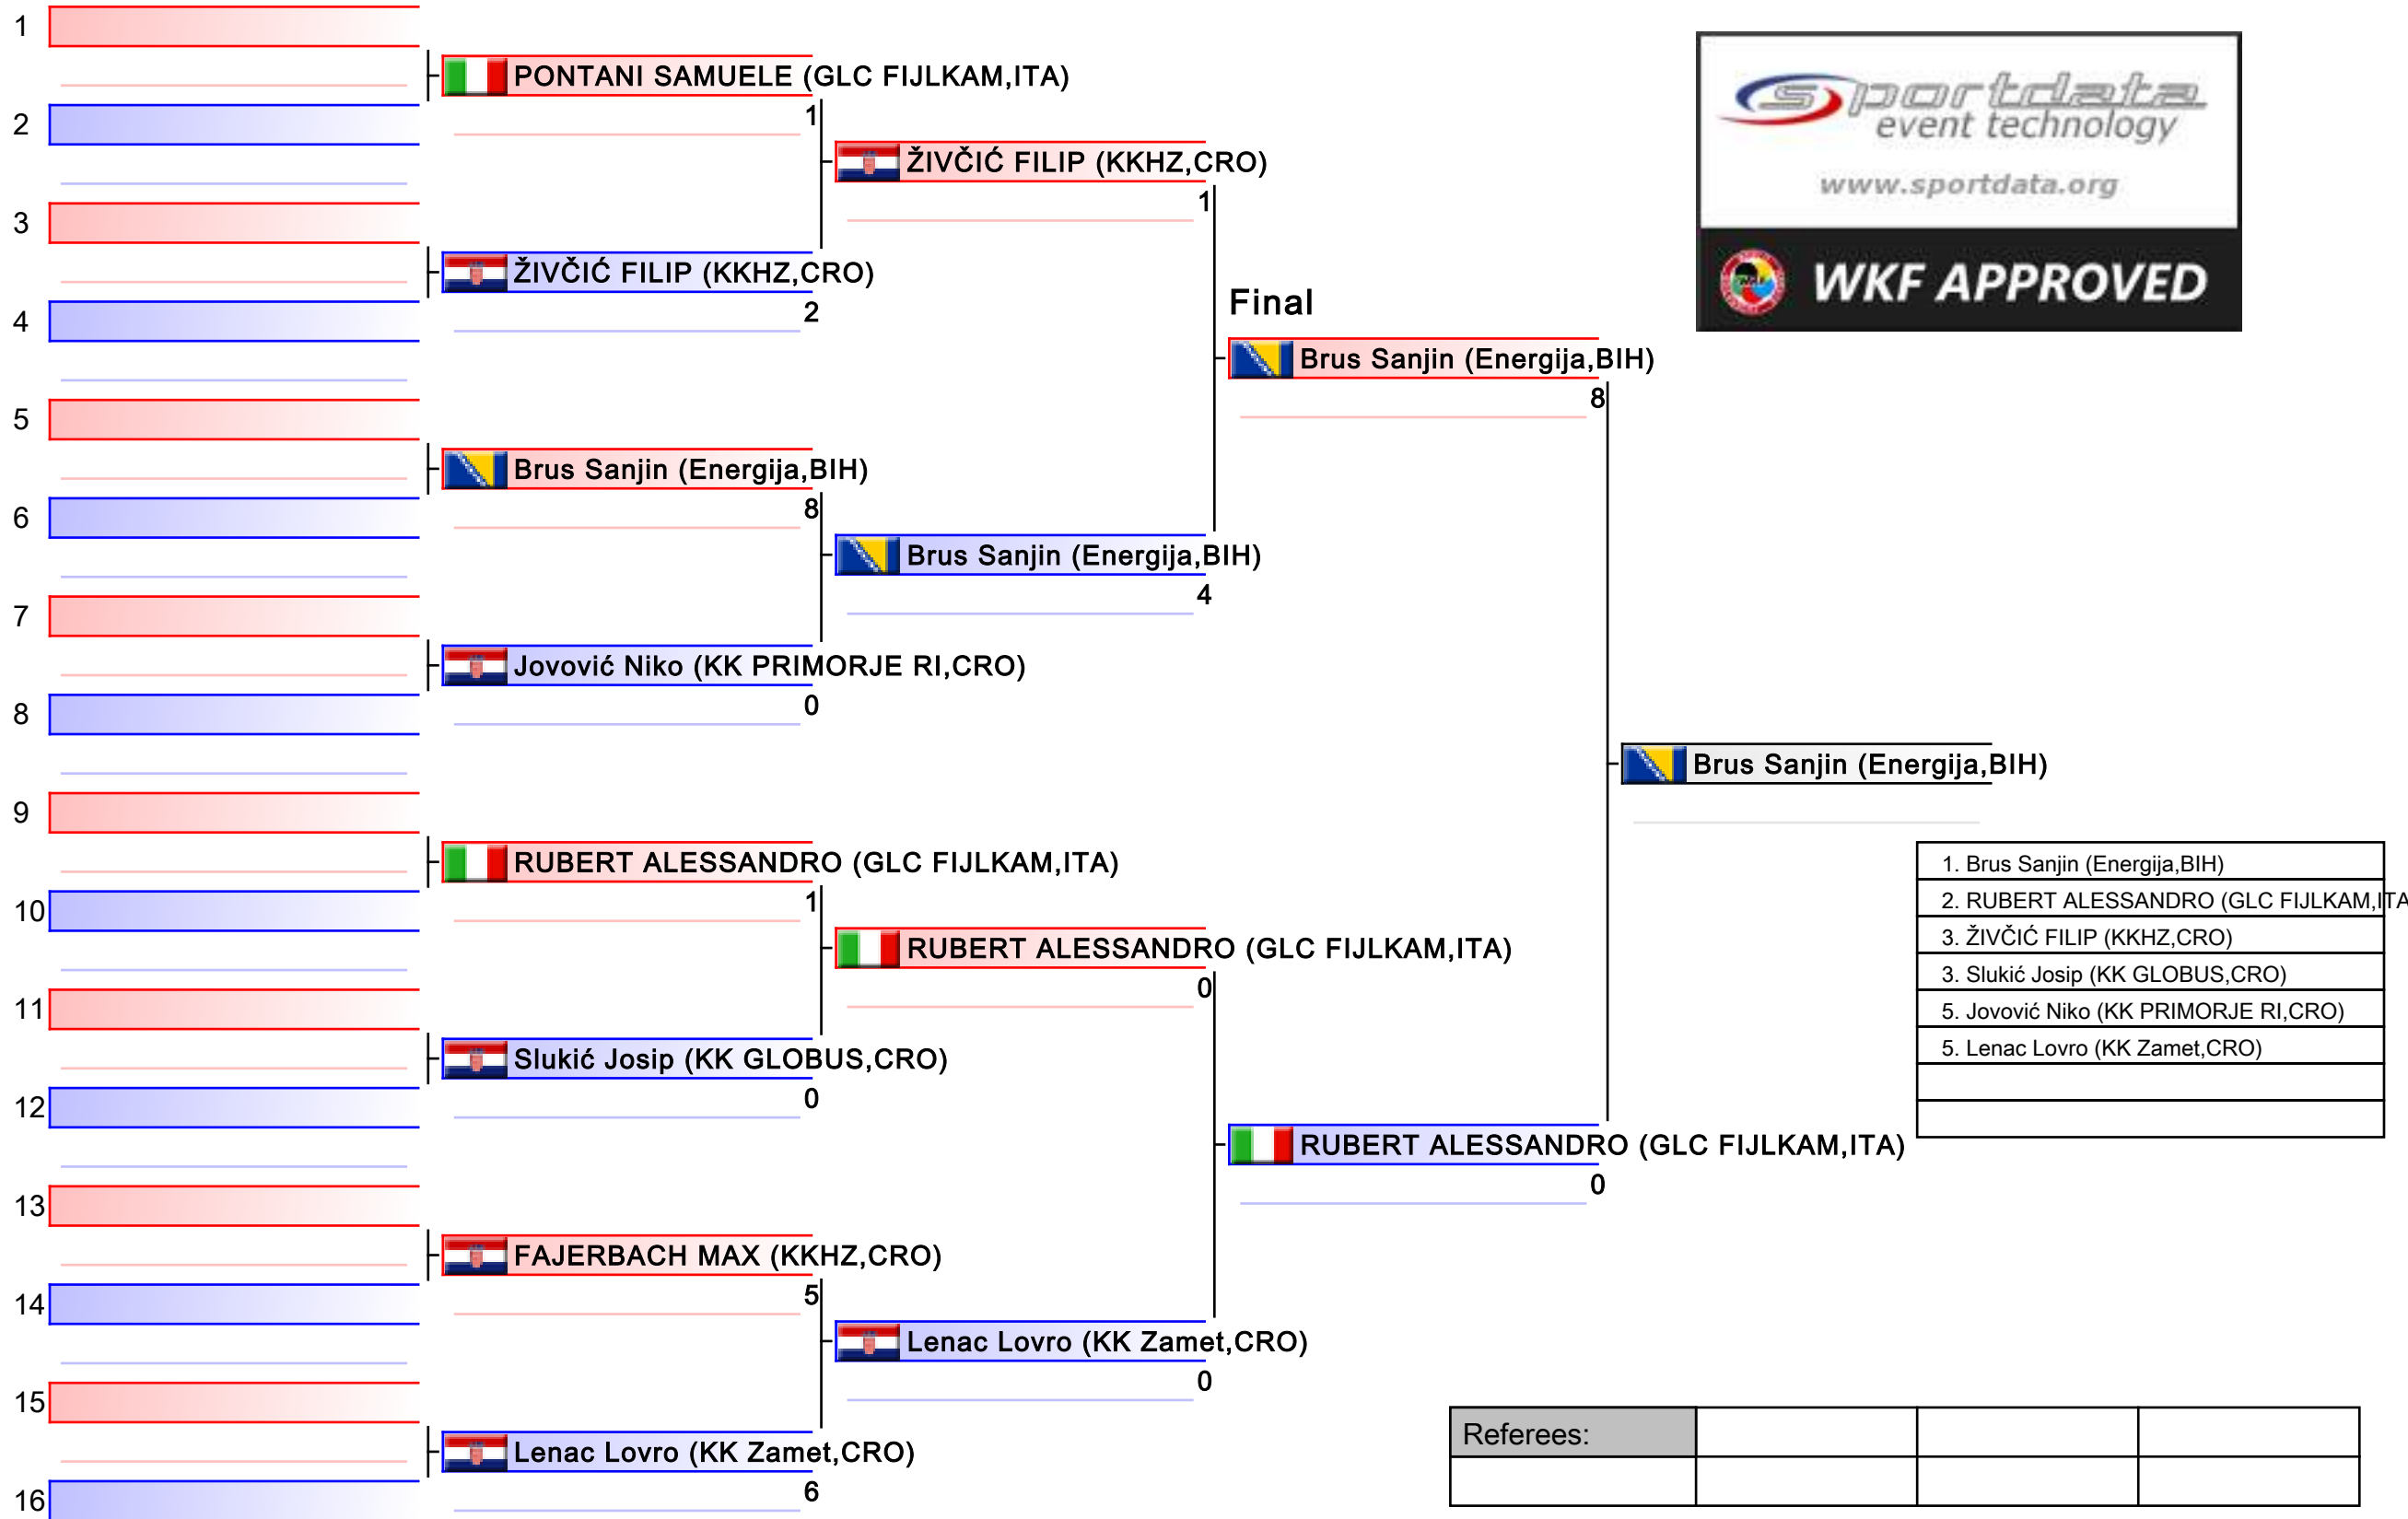 1
PONTANI SAMUELE (GLC FIJLKAM,ITA)
1
2
ŽIVČIĆ FILIP (KKHZ,CRO)
1
3
ŽIVČIĆ FILIP (KKHZ,CRO)
2
4
Final
Brus Sanjin (Energija,BIH)
8
5
Brus Sanjin (Energija,BIH)
8
6
Brus Sanjin (Energija,BIH)
4
7
Jovović Niko (KK PRIMORJE RI,CRO)
0
8
Brus Sanjin (Energija,BIH)
9
RUBERT ALESSANDRO (GLC FIJLKAM,ITA)
1
10
RUBERT ALESSANDRO (GLC FIJLKAM,ITA)
0
11
Slukić Josip (KK GLOBUS,CRO)
0
12
RUBERT ALESSANDRO (GLC FIJLKAM,ITA)
0
13
FAJERBACH MAX (KKHZ,CRO)
5
14
Lenac Lovro (KK Zamet,CRO)
0
15
Lenac Lovro (KK Zamet,CRO)
6
16
sportdata
event technology
www.sportdata.org
WKF APPROVED
1. Brus Sanjin (Energija,BIH)
2. RUBERT ALESSANDRO (GLC FIJLKAM,ITA
3. ŽIVČIĆ FILIP (KKHZ,CRO)
3. Slukić Josip (KK GLOBUS,CRO)
5. Jovović Niko (KK PRIMORJE RI,CRO)
5. Lenac Lovro (KK Zamet,CRO)
Referees: